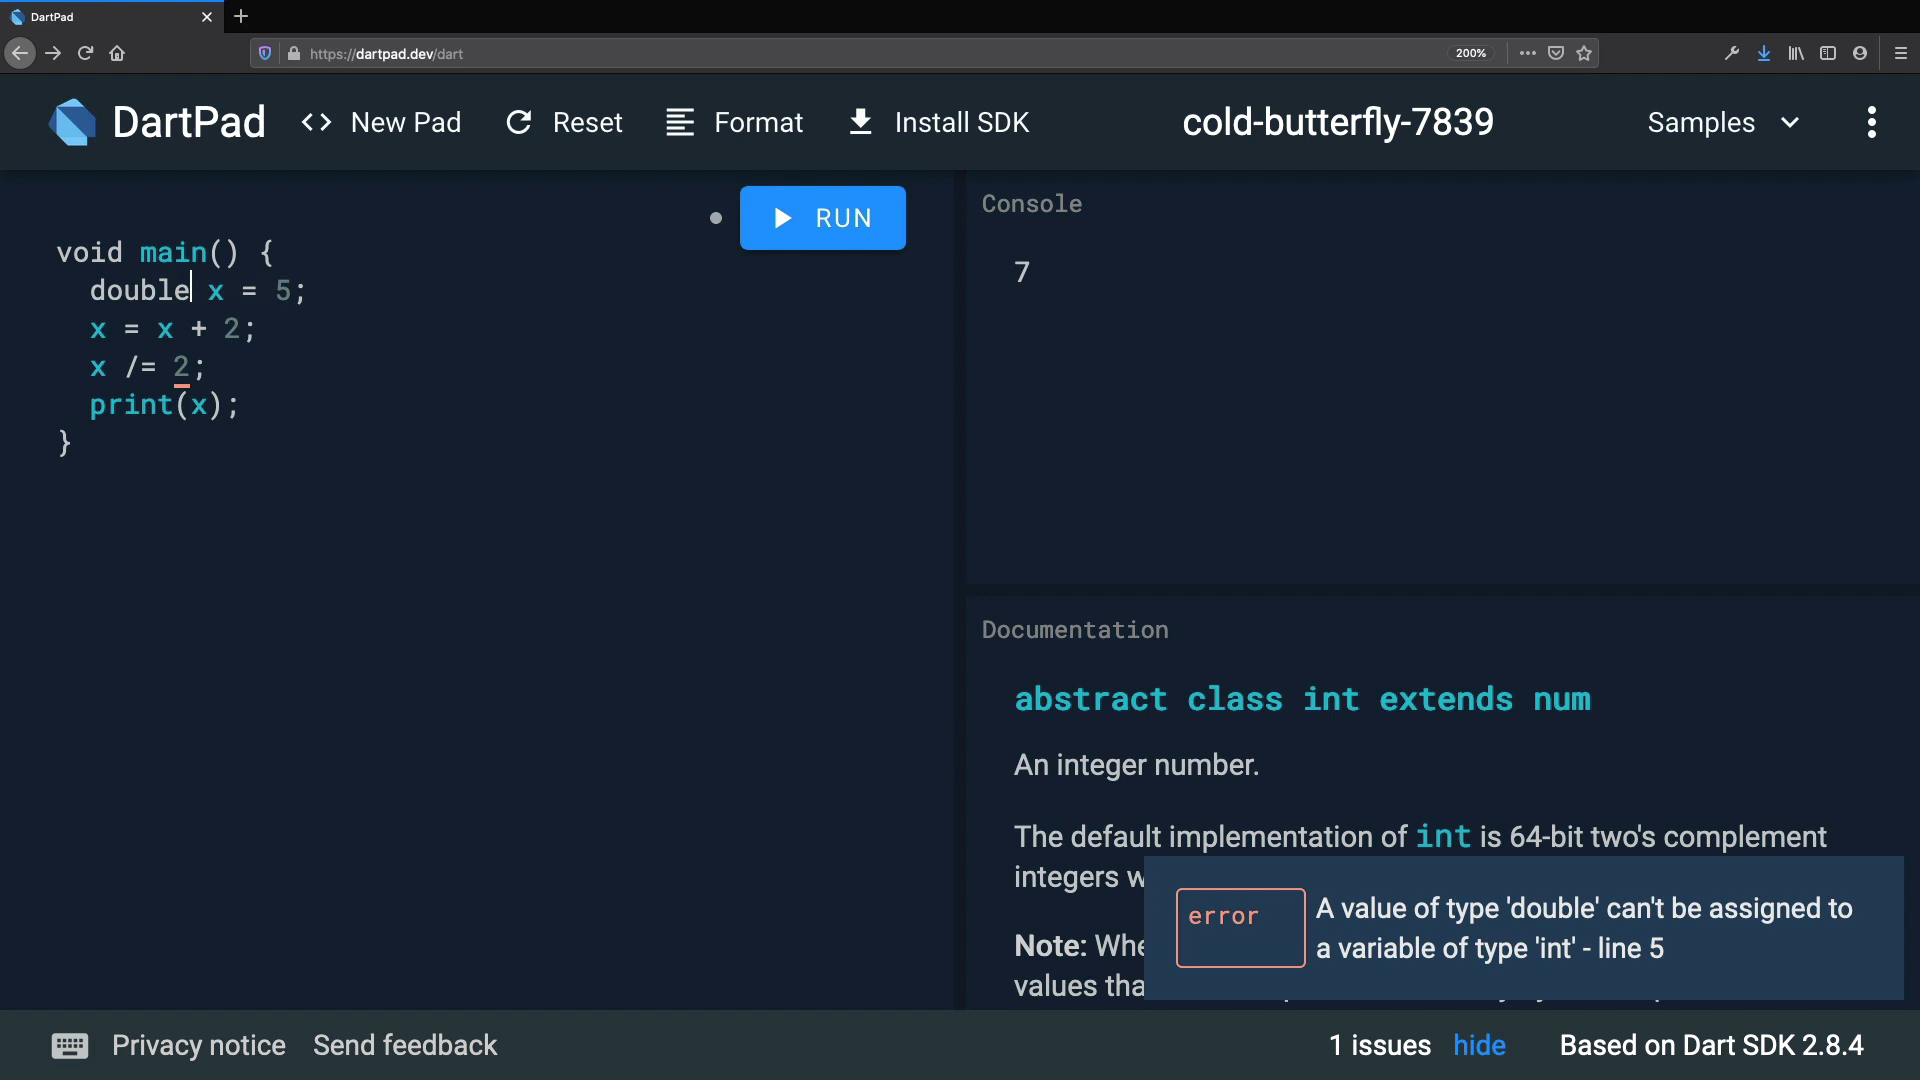 DartPad
https://dartpad.dev/dart
200%
DartPad
New Pad
Reset
Format
Install SDK
cold-butterfly-7839
Samples
RUN
void main() {
double x = 5;
x = x + 2;
x /= 2;
print(x);
}
Console
7
Documentation
abstract class int extends num
An integer number.
The default implementation of int is 64-bit two's complement
integers w
Note: Whe
values tha
error
A value of type 'double' can't be assigned to
a variable of type 'int' - line 5
Privacy notice
Send feedback
1 issues
hide
Based on Dart SDK 2.8.4